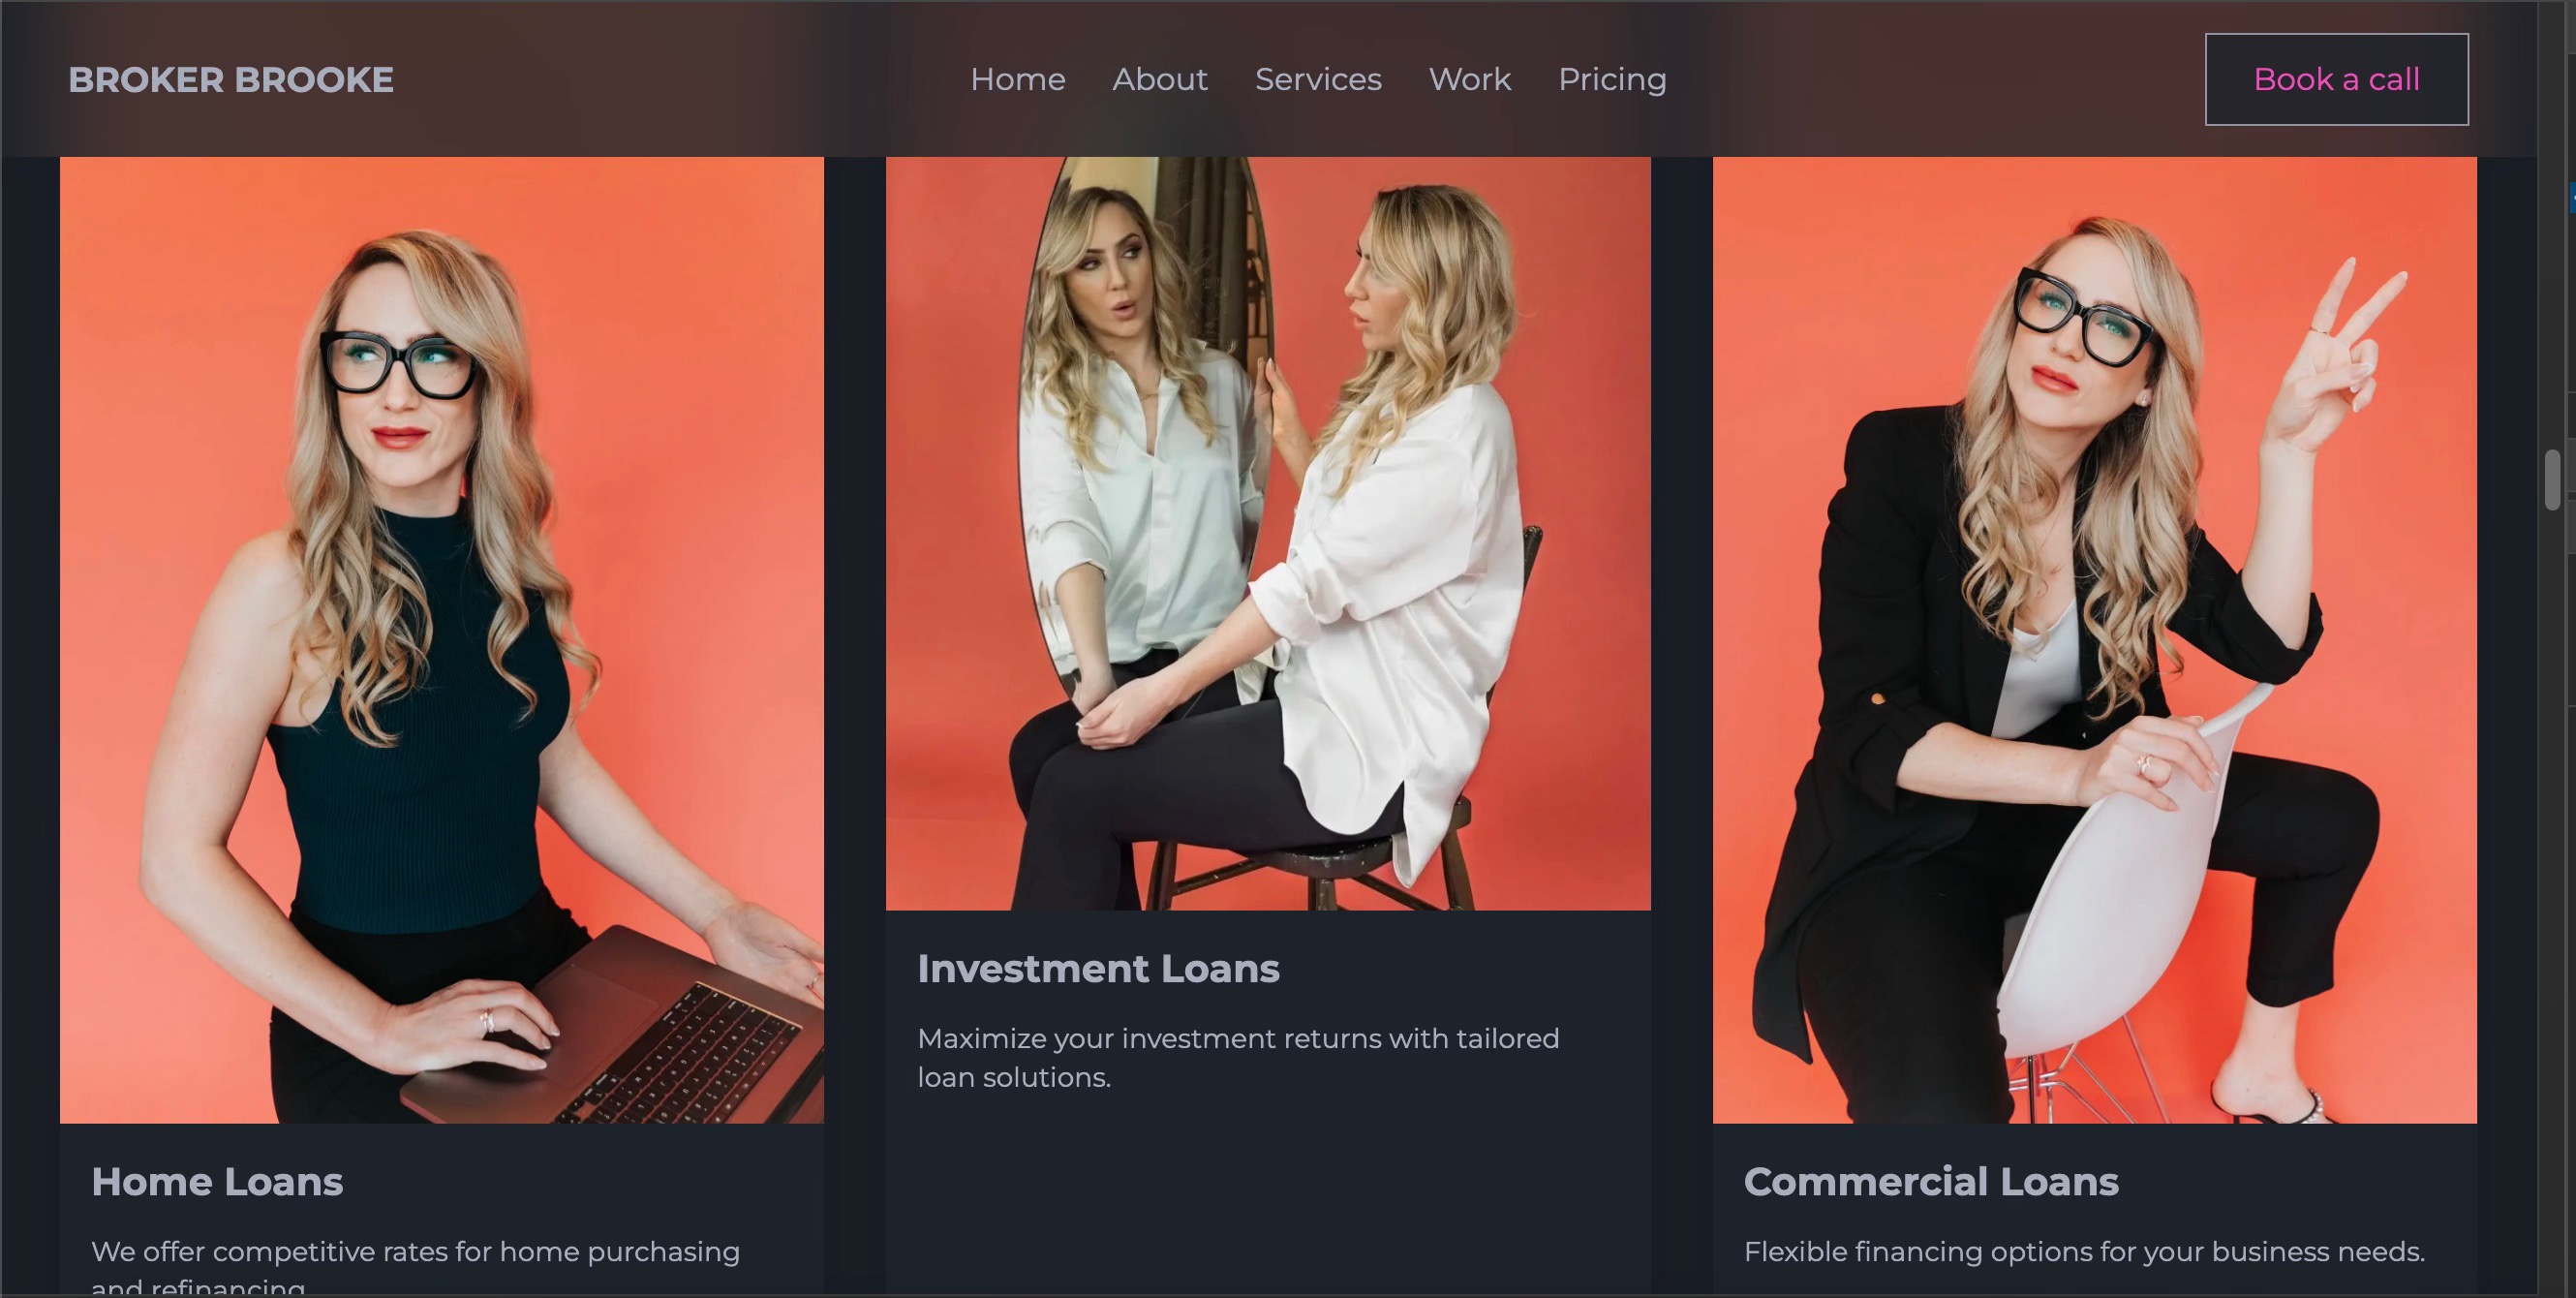 BROKER BROOKE
Home About Services Work Pricing
Book a call
Home Loans
We offer competitive rates for home purchasing
and refinancing
Investment Loans
Maximize your investment returns with tailored
loan solutions.
Commercial Loans
Flexible financing options for your business needs.